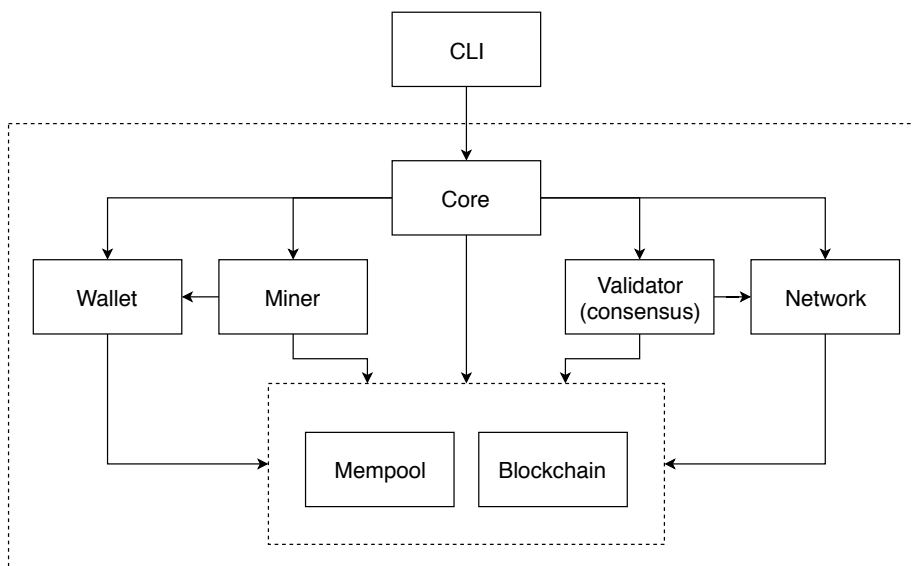 CLI
Core
Wallet
Miner
Validator
(consensus)
Network
Mempool
Blockchain